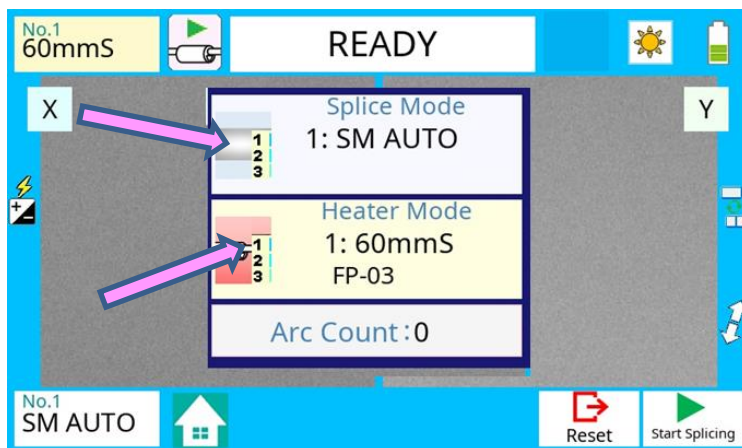 No.1
60mmS
READY
X
Y
Splice Mode
1: SM AUTO
1
2
3
Heater Mode
1: 60mmS
FP-03
1
2
3
Arc Count:0
No.1
SM AUTO
Reset
Start Splicing